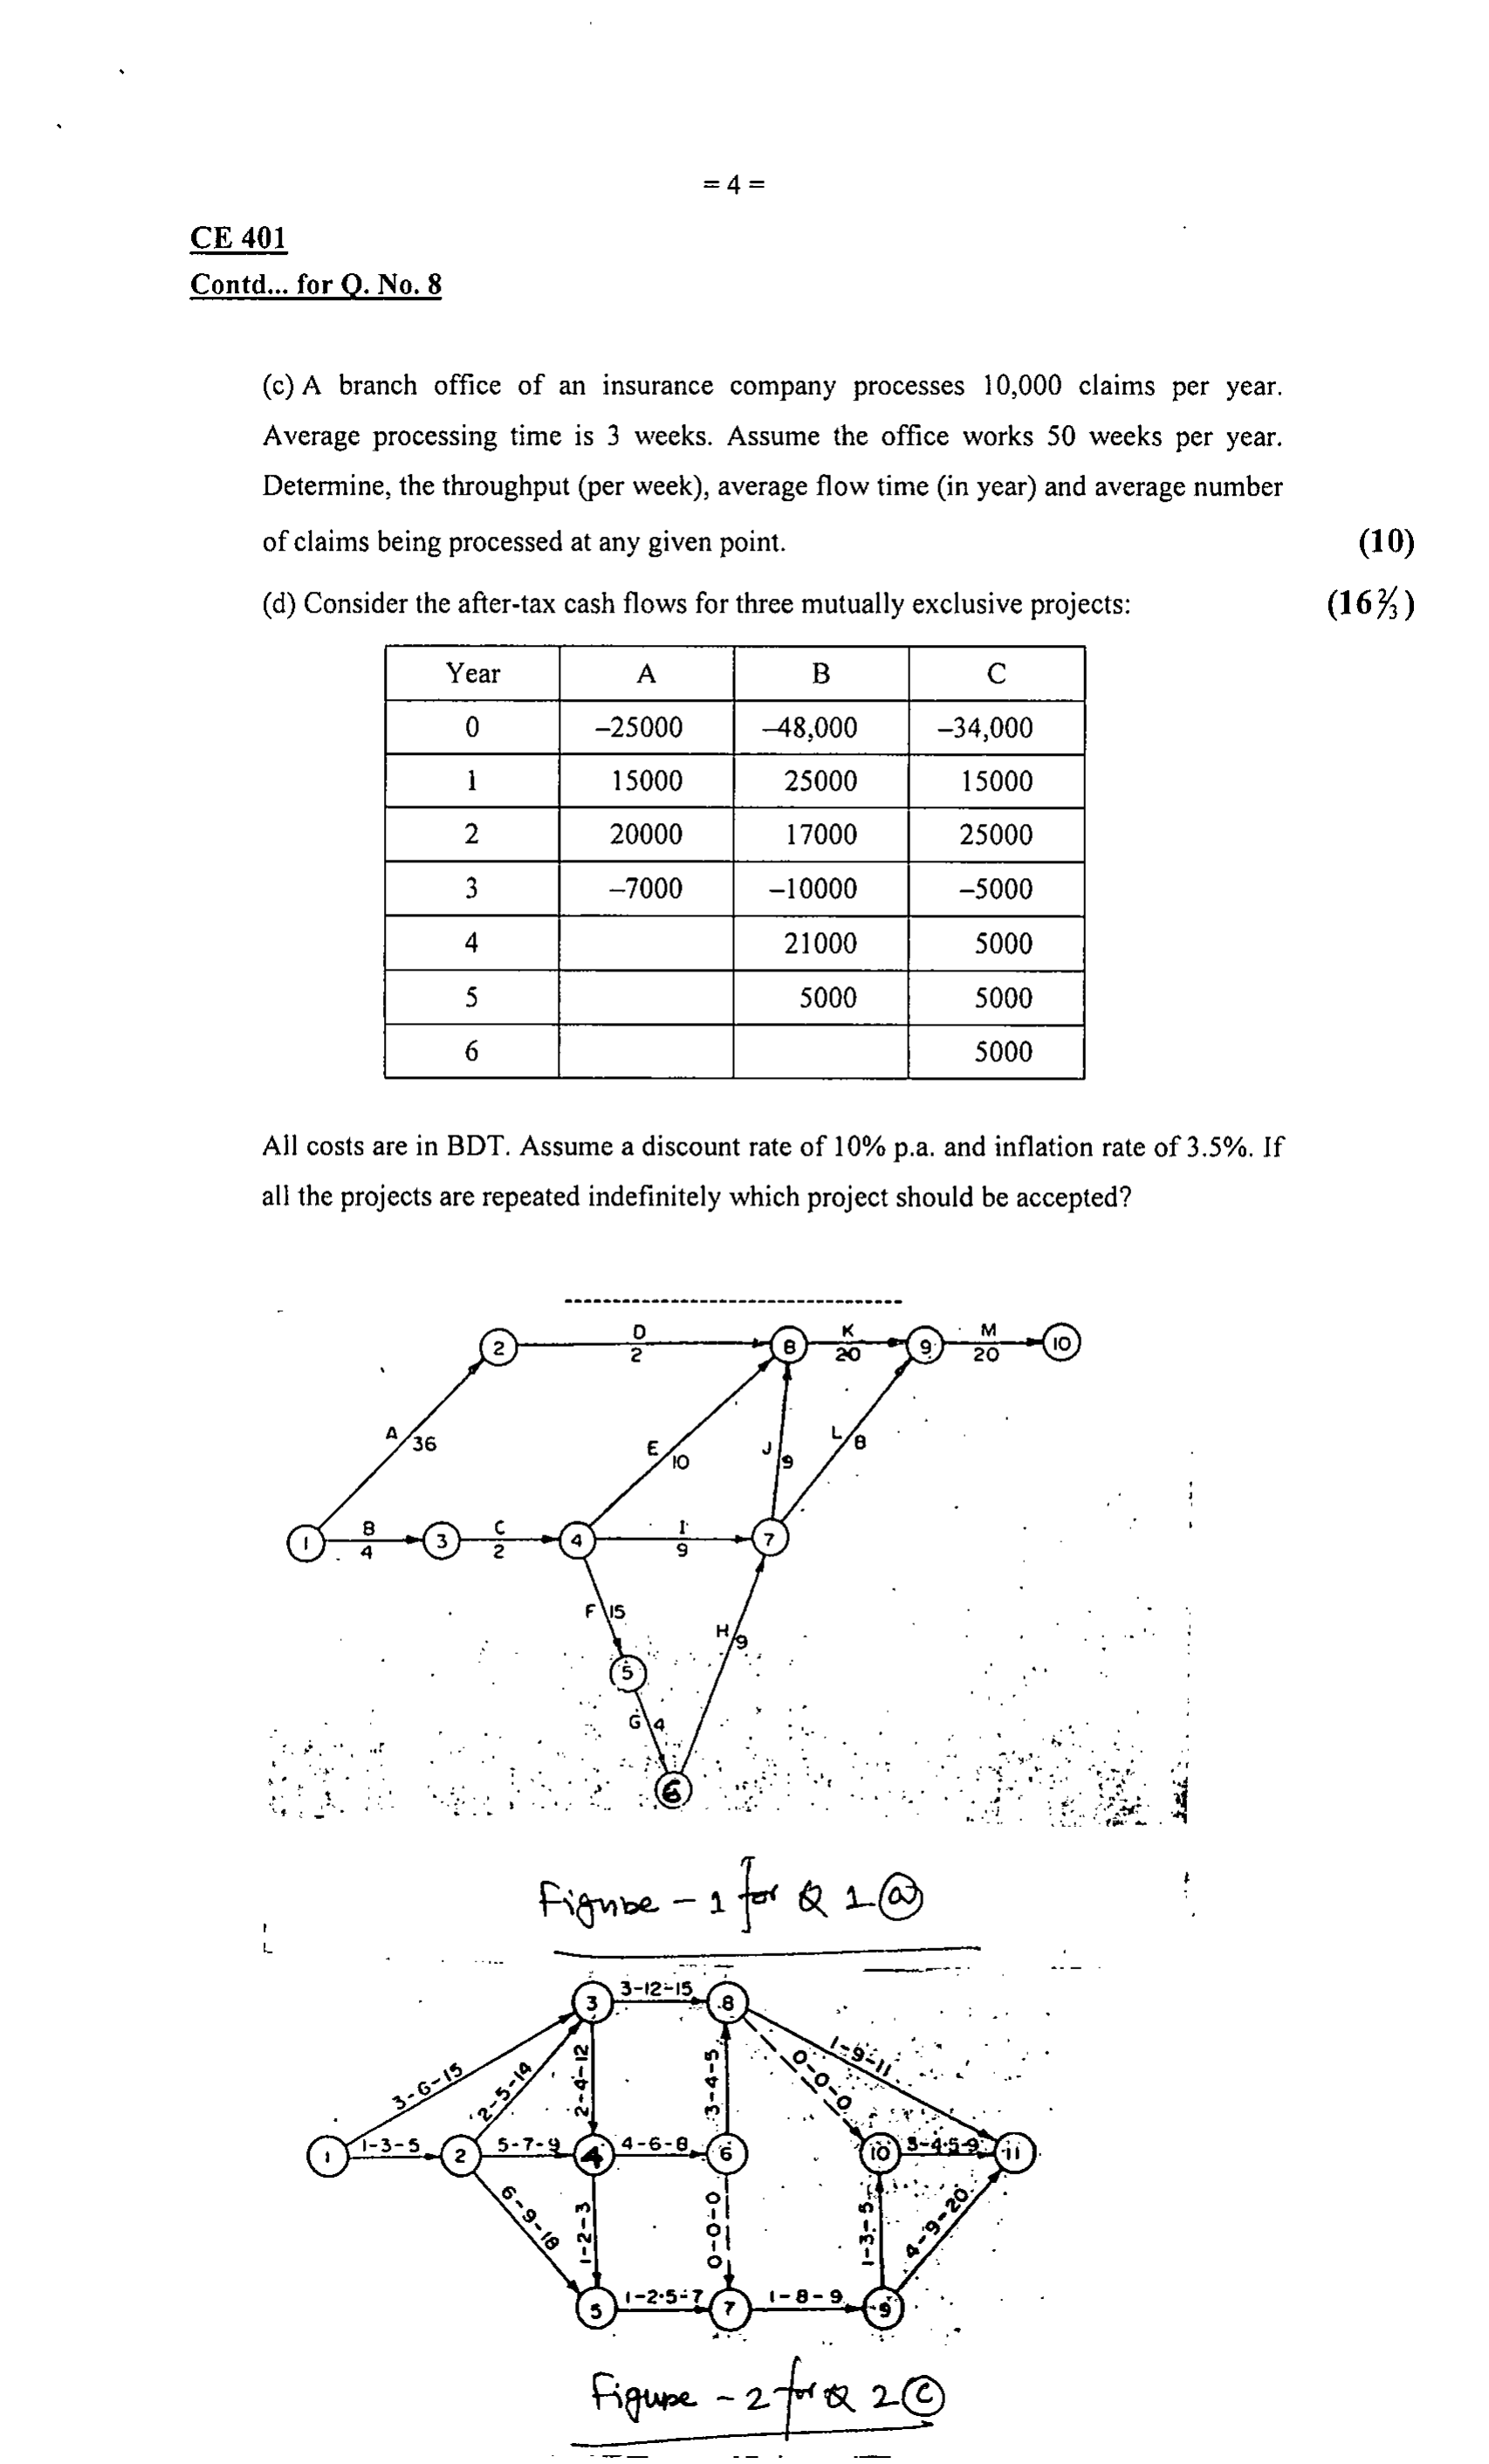 = 4 =
CE 401
Contd... for Q. No. 8
(c) A branch office of an insurance company processes 10,000 claims per year.
Average processing time is 3 weeks. Assume the office works 50 weeks per year.
Determine, the throughput (per week), average flow time (in year) and average number
of claims being processed at any given point. (10)
(d) Consider the after-tax cash flows for three mutually exclusive projects: (16⅔)
Year A B C
0 –25000 –48,000 –34,000
1 15000 25000 15000
2 20000 17000 25000
3 –7000 –10000 –5000
4 21000 5000
5 5000 5000
6 5000
All costs are in BDT. Assume a discount rate of 10% p.a. and inflation rate of 3.5%. If
all the projects are repeated indefinitely which project should be accepted?
2 D 2 8 K 20 9 M 20 10
A 36 E 10 J 9 L 8
1 B 4 3 C 2 4 I 9 7
F 15 H 9
5
G 4
6
Figure - 1 for Q 1 (a)
3 3-12-15 8
3-6-15 2-5-14 2-4-12 3-4-5 0-0-0 1-9-11
1 1-3-5 2 5-7-9 4 4-6-8 6 10 3-4.5-9 11
6-9-18 1-2-3 0-0-0 1-3-5 4-9-20
5 1-2.5-7 7 1-8-9 9
Figure - 2 for Q 2 (c)